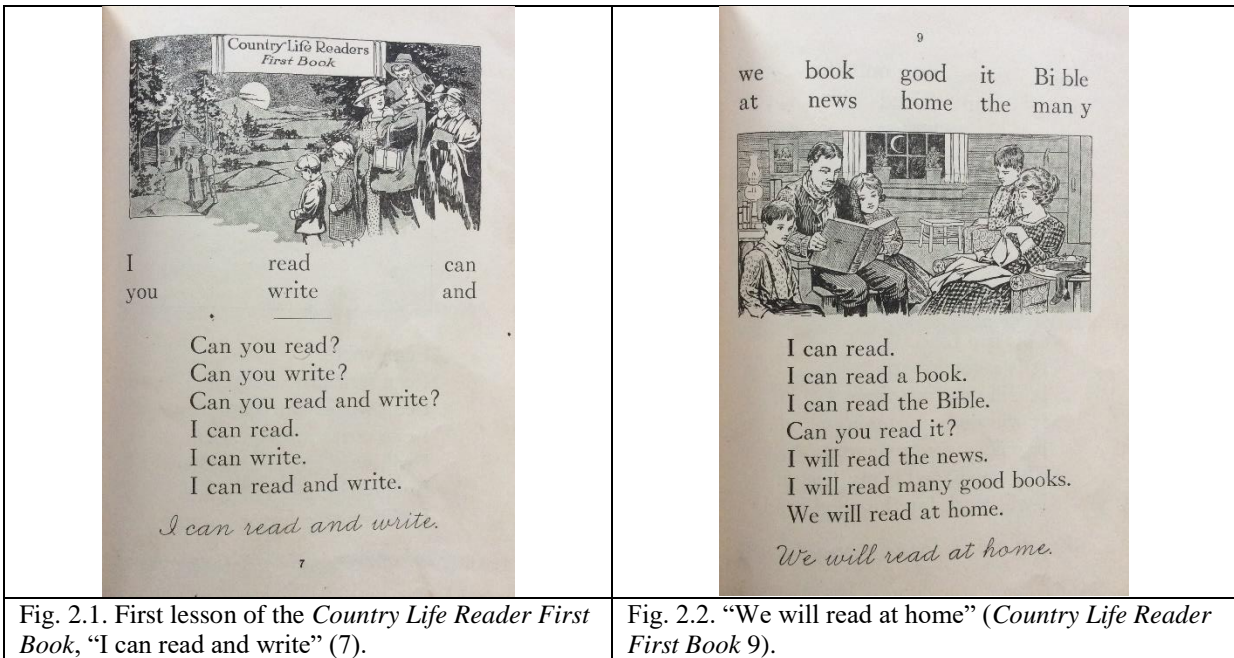 Country Life Readers
First Book
I read can
you write and
Can you read?
Can you write?
Can you read and write?
I can read.
I can write.
I can read and write.
I can read and write.
7
Fig. 2.1. First lesson of the Country Life Reader First
Book, “I can read and write” (7).
9
we book good it Bi ble
at news home the man y
I can read.
I can read a book.
I can read the Bible.
Can you read it?
I will read the news.
I will read many good books.
We will read at home.
We will read at home.
Fig. 2.2. “We will read at home” (Country Life Reader
First Book 9).